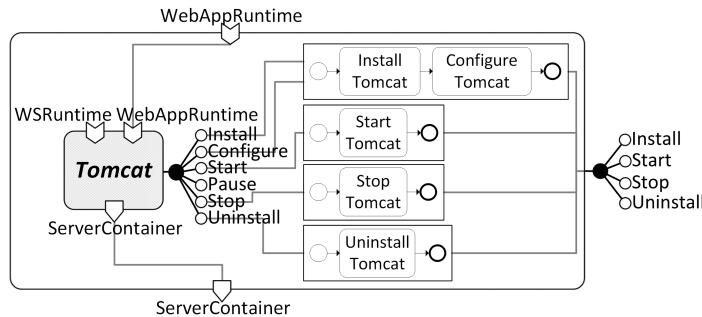 WebAppRuntime
Install
Tomcat
Configure
Tomcat
WSRuntime WebAppRuntime
Tomcat
Install
Configure
Start
Pause
Stop
Uninstall
Start
Tomcat
Stop
Tomcat
Uninstall
Tomcat
Install
Start
Stop
Uninstall
ServerContainer
ServerContainer